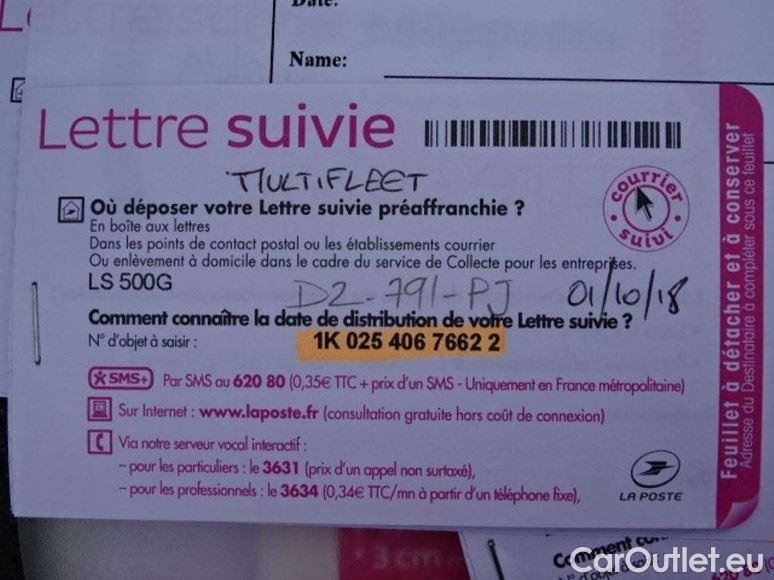 Date:
Name:
Lettre suivie
MULTIFLEET
courrier suivi
Où déposer votre Lettre suivie préaffranchie ?
En boîte aux lettres
Dans les points de contact postal ou les établissements courrier
Ou enlèvement à domicile dans le cadre du service de Collecte pour les entreprises.
LS 500G
D2-791-PJ 01/10/18
Comment connaître la date de distribution de votre Lettre suivie ?
N° d'objet à saisir : 1K 025 406 7662 2
SMS+ Par SMS au 620 80 (0,35€ TTC + prix d'un SMS - Uniquement en France métropolitaine)
Sur Internet : www.laposte.fr (consultation gratuite hors coût de connexion)
Via notre serveur vocal interactif :
– pour les particuliers : le 3631 (prix d'un appel non surtaxé),
– pour les professionnels : le 3634 (0,34€ TTC/mn à partir d'un téléphone fixe),
LA POSTE
Feuillet à détacher et à conserver
Adresse du Destinataire à compléter sous ce feuillet
3 cm
Comment
N° d'objet
CarOutlet.eu